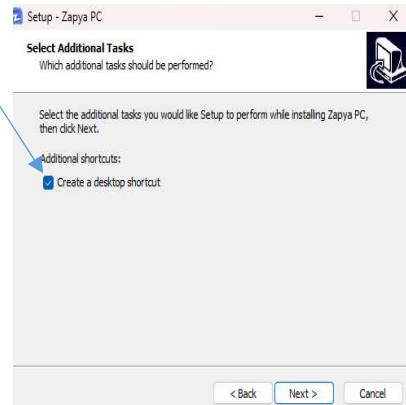 Setup - Zapya PC
Select Additional Tasks
Which additional tasks should be performed?
Select the additional tasks you would like Setup to perform while installing Zapya PC,
then click Next.
Additional shortcuts:
Create a desktop shortcut
< Back
Next >
Cancel